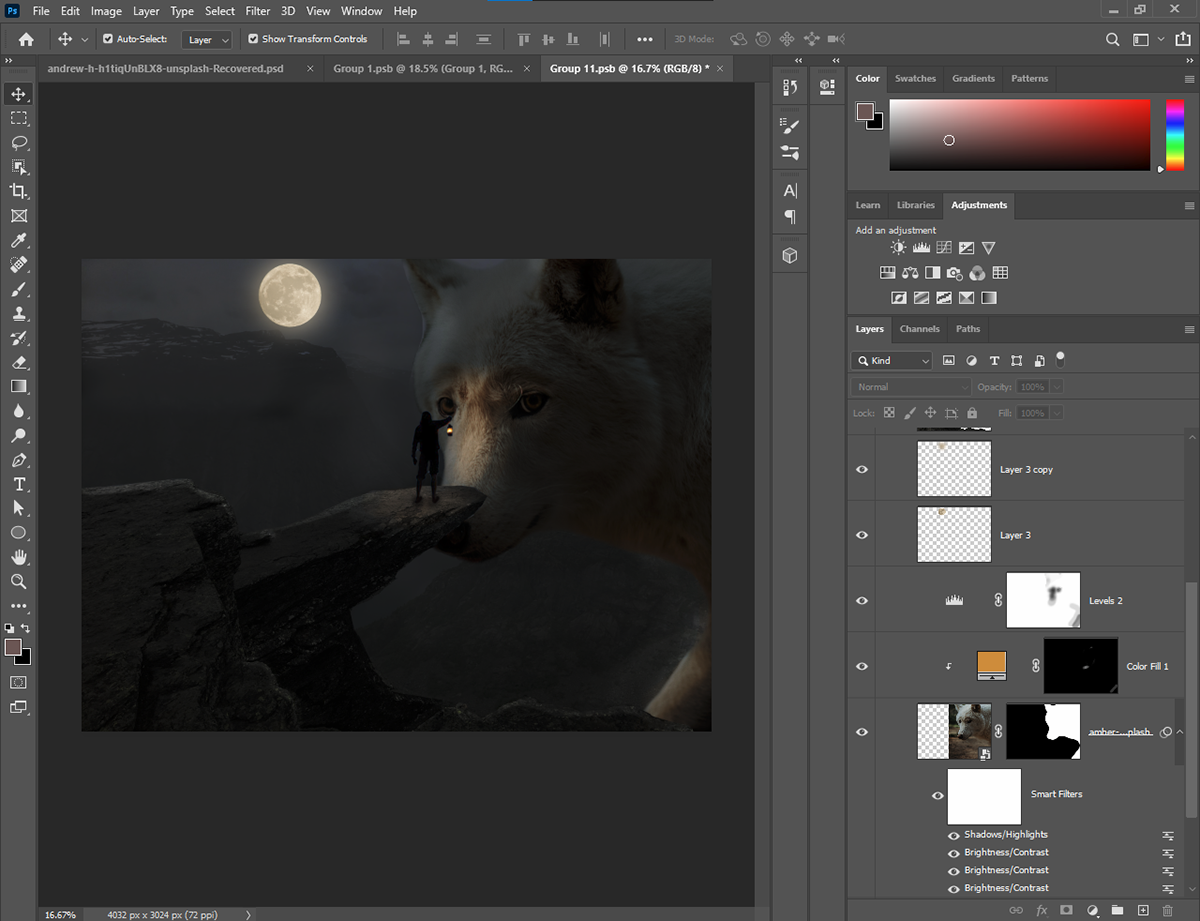 Ps File Edit Image Layer Type Select Filter 3D View Window Help
Auto-Select: Layer Show Transform Controls 3D Mode:
andrew-h-h1tiqUnBLX8-unsplash-Recovered.psd Group 1.psb @ 18.5% (Group 1, RG... Group 11.psb @ 16.7% (RGB/8) *
Color Swatches Gradients Patterns
Learn Libraries Adjustments
Add an adjustment
Layers Channels Paths
Kind
Normal Opacity: 100%
Lock: Fill: 100%
Layer 3 copy
Layer 3
Levels 2
Color Fill 1
amber-...plash
Smart Filters
Shadows/Highlights
Brightness/Contrast
Brightness/Contrast
Brightness/Contrast
16.67% 4032 px x 3024 px (72 ppi)